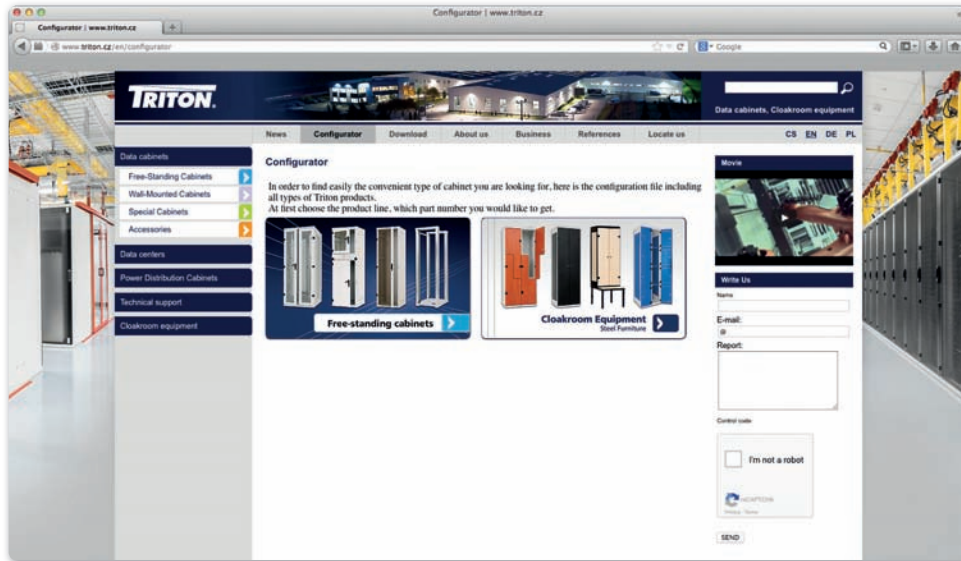 Configurator | www.triton.cz
Configurator | www.triton.cz
www.triton.cz/en/configurator
Google
TRITON
Data cabinets, Cloakroom equipment
News Configurator Download About us Business References Locate us CS EN DE PL
Data cabinets
Free-Standing Cabinets
Wall-Mounted Cabinets
Special Cabinets
Accessories
Data centers
Power Distribution Cabinets
Technical support
Cloakroom equipment
Configurator
In order to find easily the convenient type of cabinet you are looking for, here is the configuration file including
all types of Triton products.
At first choose the product line, which part number you would like to get.
Free-standing cabinets
Cloakroom Equipment
Steel Furniture
Movie
Write Us
Name
E-mail:
@
Report:
Control code
I'm not a robot
reCAPTCHA
Privacy - Terms
SEND